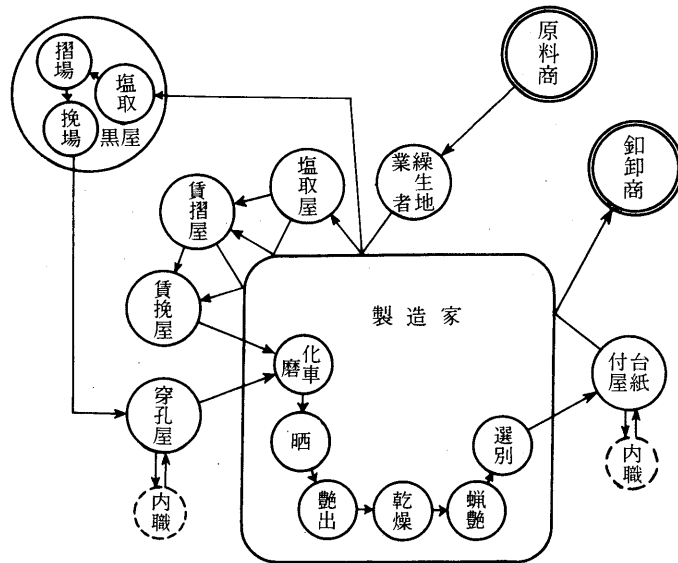 摺場
塩取
挽場
黒屋
原料商
釦卸商
繰生地業者
塩取屋
賃摺屋
賃挽屋
製造家
化車磨
穿孔屋
内職
晒
艶出
乾燥
蝋艶
選別
台紙付屋
内職